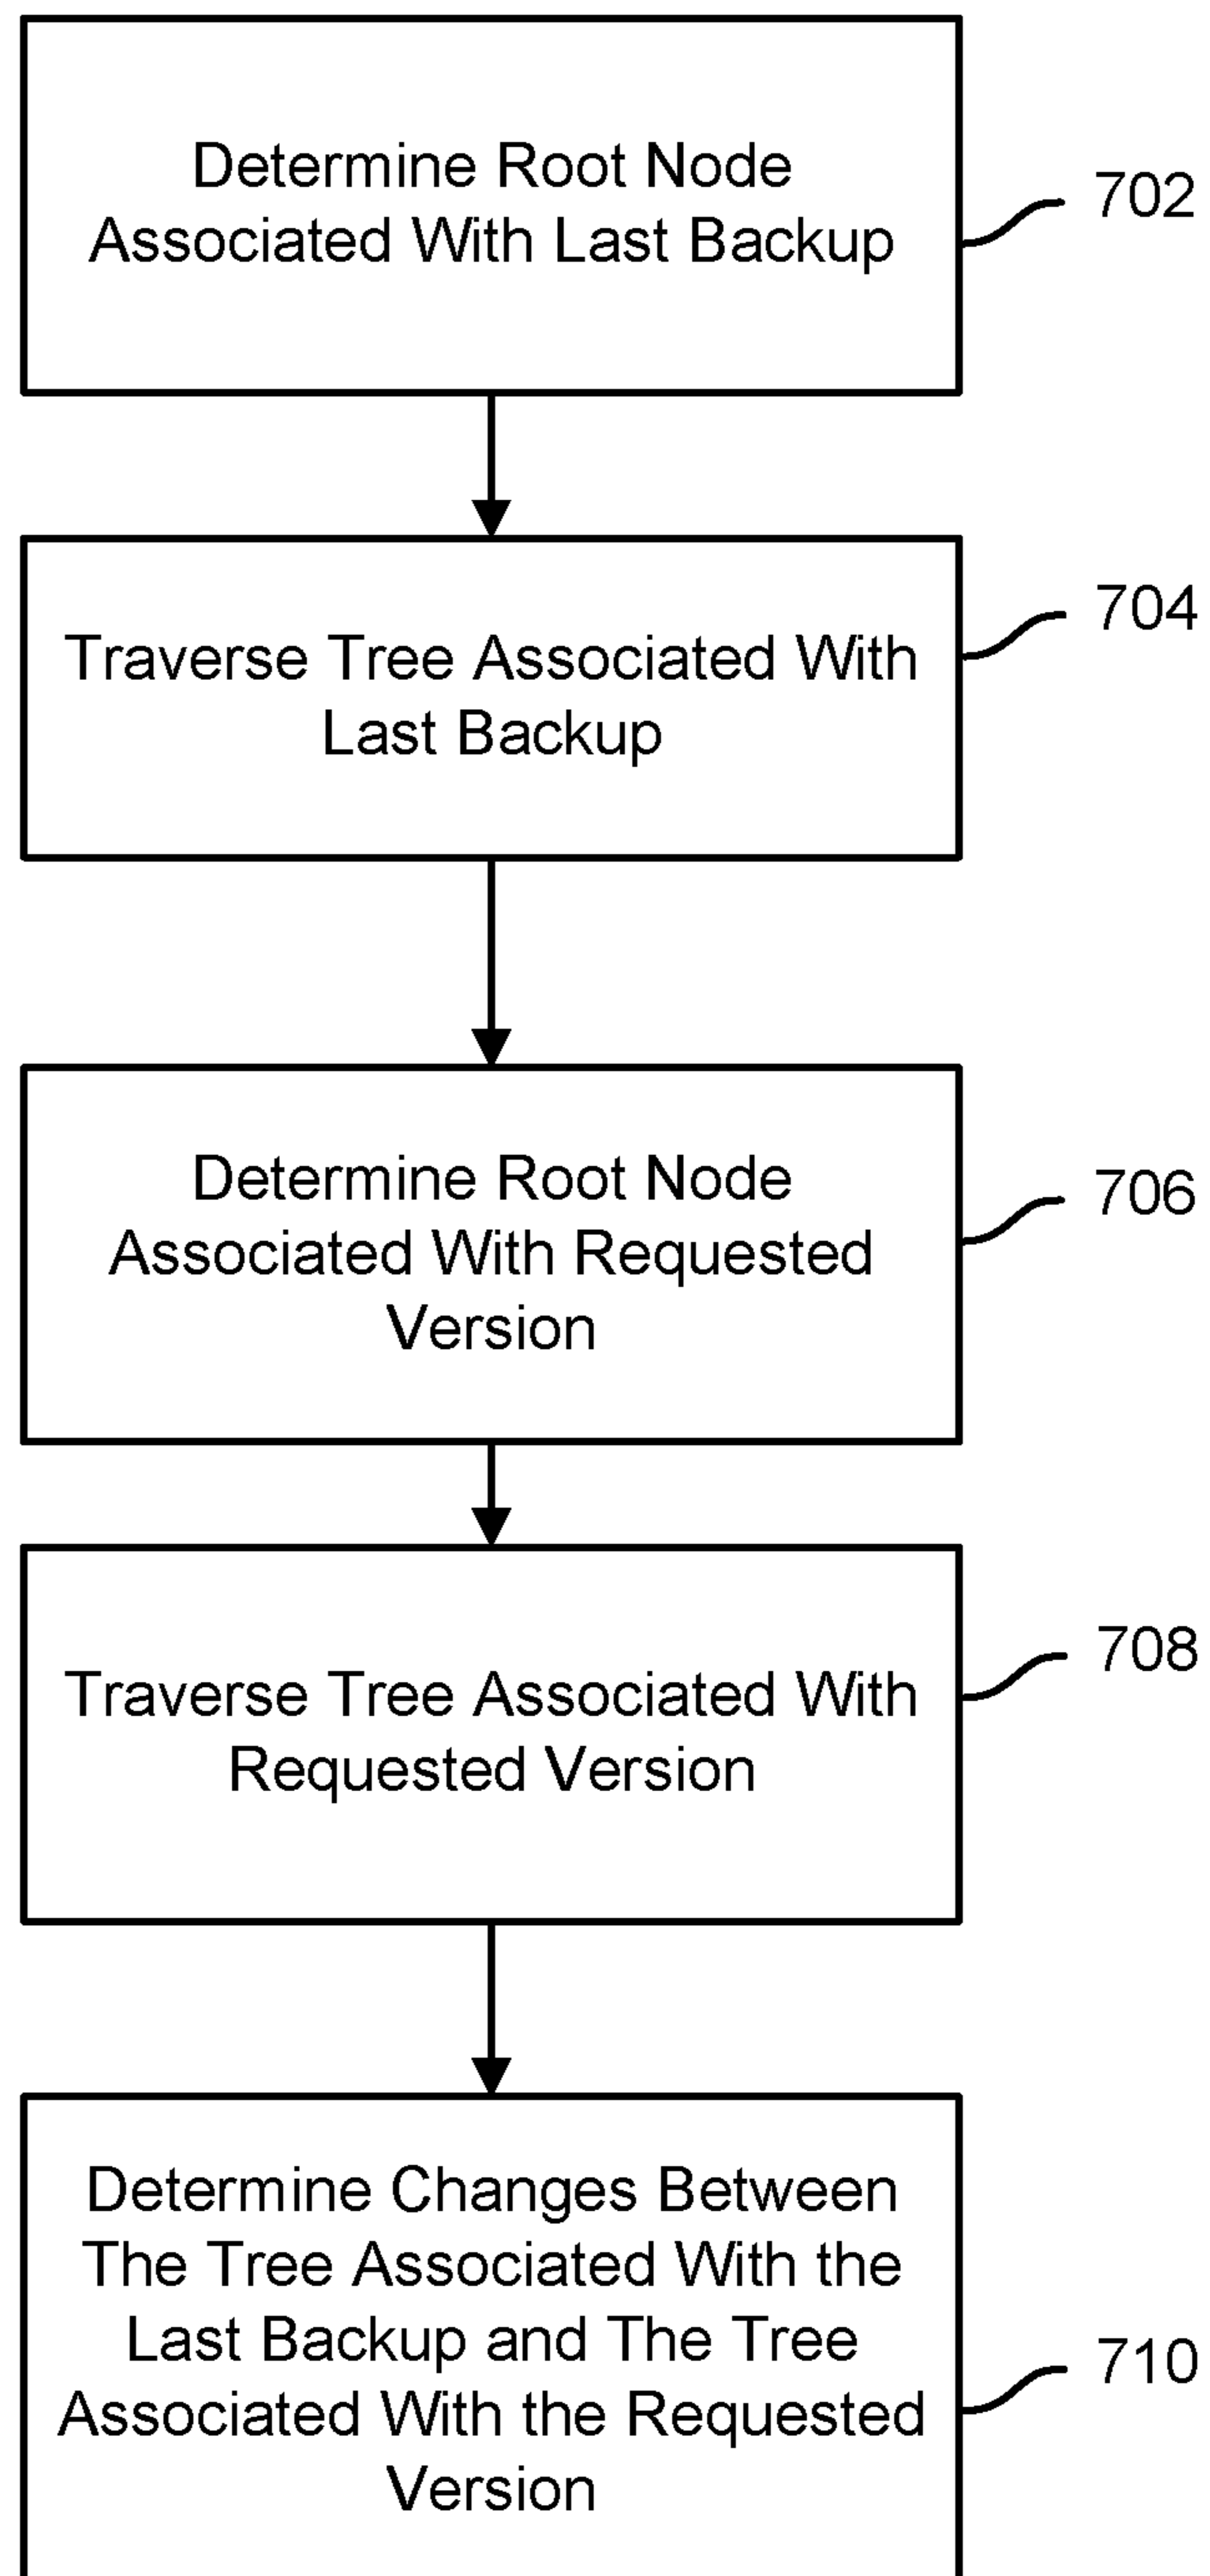 Determine Root Node
Associated With Last Backup
702
Traverse Tree Associated With
Last Backup
704
Determine Root Node
Associated With Requested
Version
706
Traverse Tree Associated With
Requested Version
708
Determine Changes Between
The Tree Associated With the
Last Backup and The Tree
Associated With the Requested
Version
710